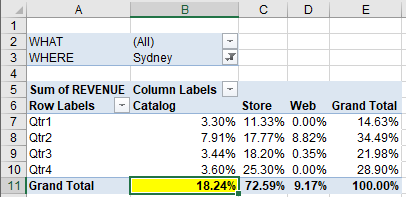 A B C D E
1
2 WHAT (All)
3 WHERE Sydney
4
5 Sum of REVENUE Column Labels
6 Row Labels Catalog Store Web Grand Total
7 Qtr1 3.30% 11.33% 0.00% 14.63%
8 Qtr2 7.91% 17.77% 8.82% 34.49%
9 Qtr3 3.44% 18.20% 0.35% 21.98%
10 Qtr4 3.60% 25.30% 0.00% 28.90%
11 Grand Total 18.24% 72.59% 9.17% 100.00%